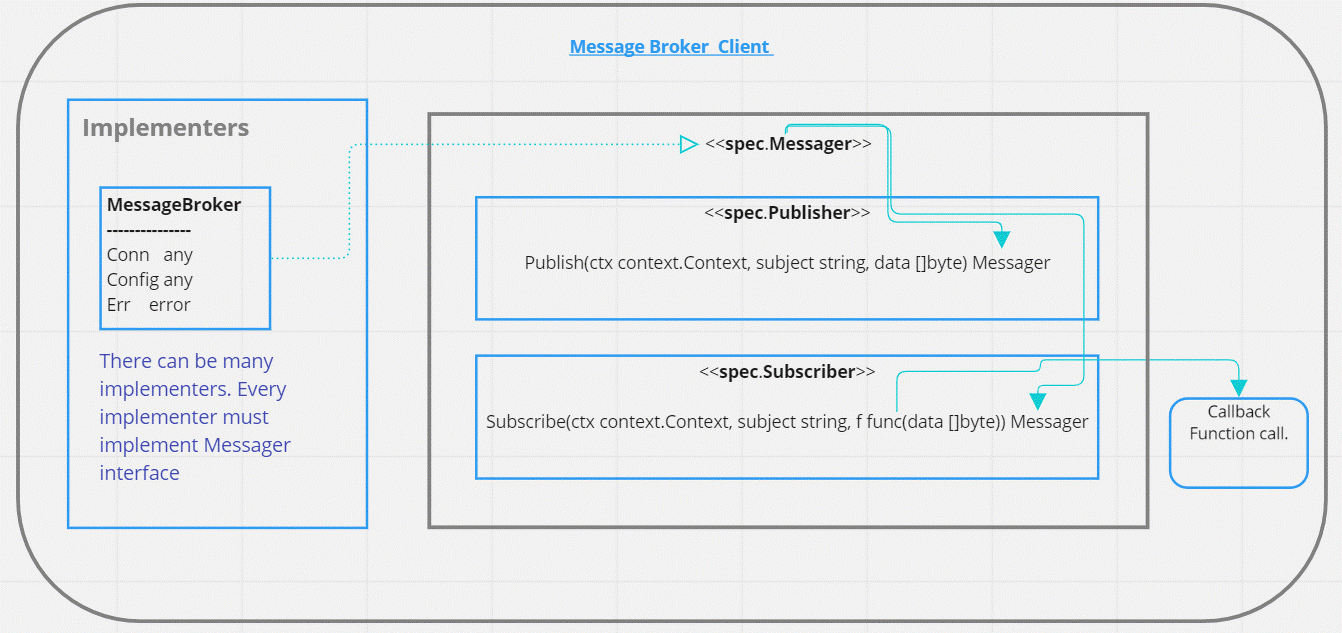 Message Broker Client
Implementers
MessageBroker
---------------
Conn any
Config any
Err error
There can be many
implementers. Every
implementer must
implement Messager
interface
<<spec.Messager>>
<<spec.Publisher>>
Publish(ctx context.Context, subject string, data []byte) Messager
<<spec.Subscriber>>
Subscribe(ctx context.Context, subject string, f func(data []byte)) Messager
Callback
Function call.